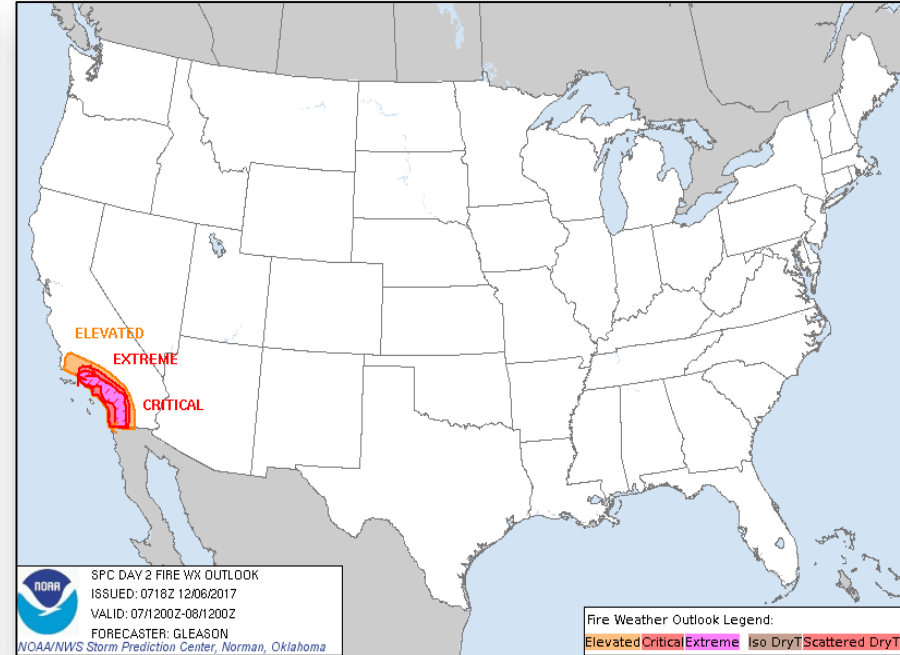 ELEVATED
EXTREME
CRITICAL
NOAA
SPC DAY 2 FIRE WX OUTLOOK
ISSUED: 0718Z 12/06/2017
VALID: 07/1200Z-08/1200Z
FORECASTER: GLEASON
NOAA/NWS Storm Prediction Center, Norman, Oklahoma
Fire Weather Outlook Legend:
Elevated Critical Extreme Iso DryT Scattered DryT